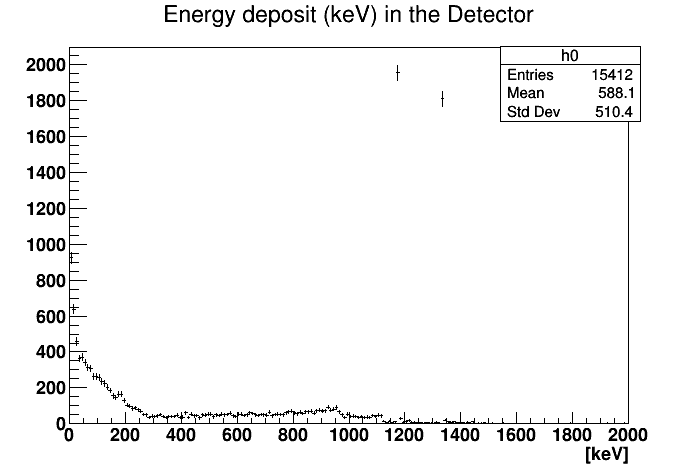 Energy deposit (keV) in the Detector
h0
Entries 15412
Mean 588.1
Std Dev 510.4
2000
1800
1600
1400
1200
1000
800
600
400
200
0
0 200 400 600 800 1000 1200 1400 1600 1800 2000
[keV]